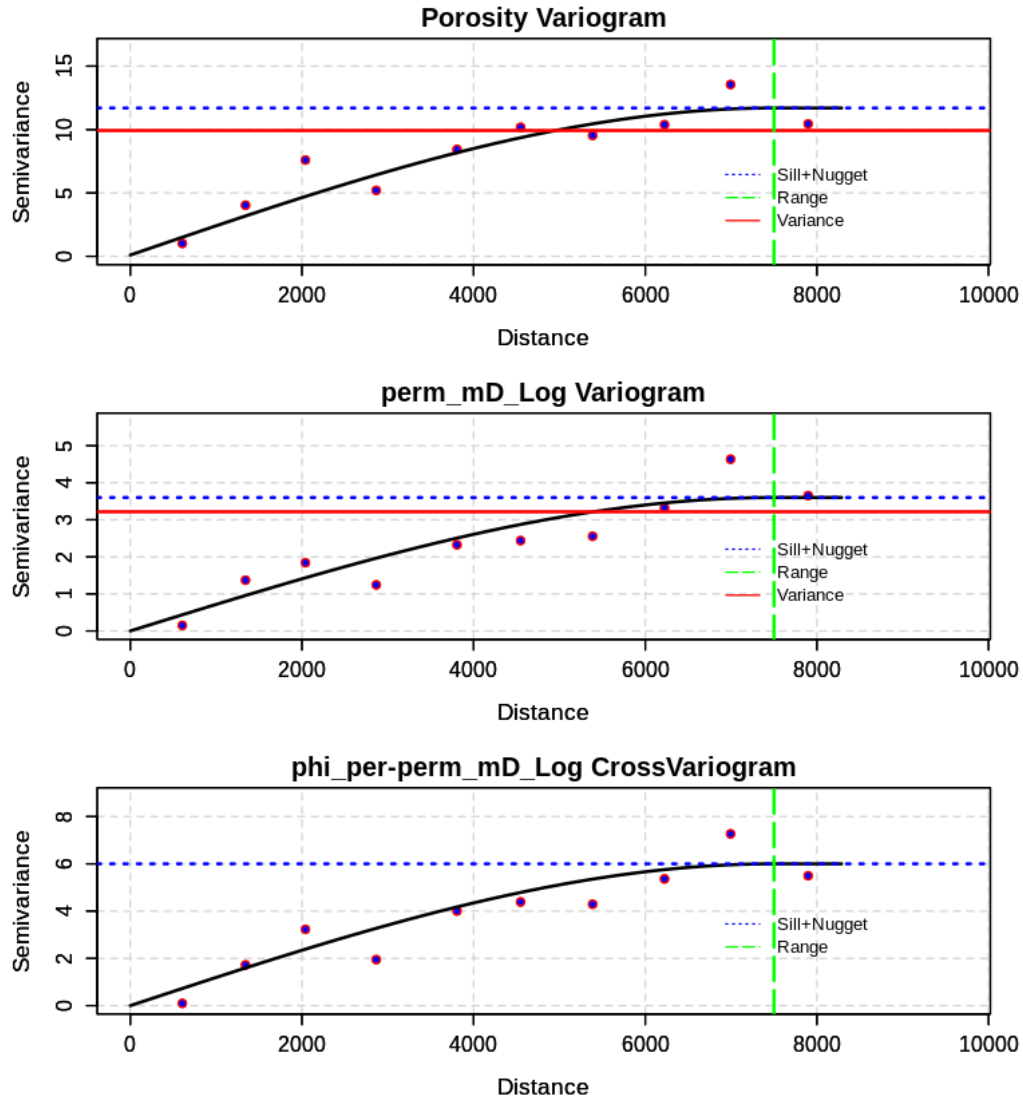 Porosity Variogram
Semivariance
15
10
5
0
Sill+Nugget
Range
Variance
0 2000 4000 6000 8000 10000
Distance
perm_mD_Log Variogram
Semivariance
5
4
3
2
1
0
Sill+Nugget
Range
Variance
0 2000 4000 6000 8000 10000
Distance
phi_per-perm_mD_Log CrossVariogram
Semivariance
8
6
4
2
0
Sill+Nugget
Range
0 2000 4000 6000 8000 10000
Distance